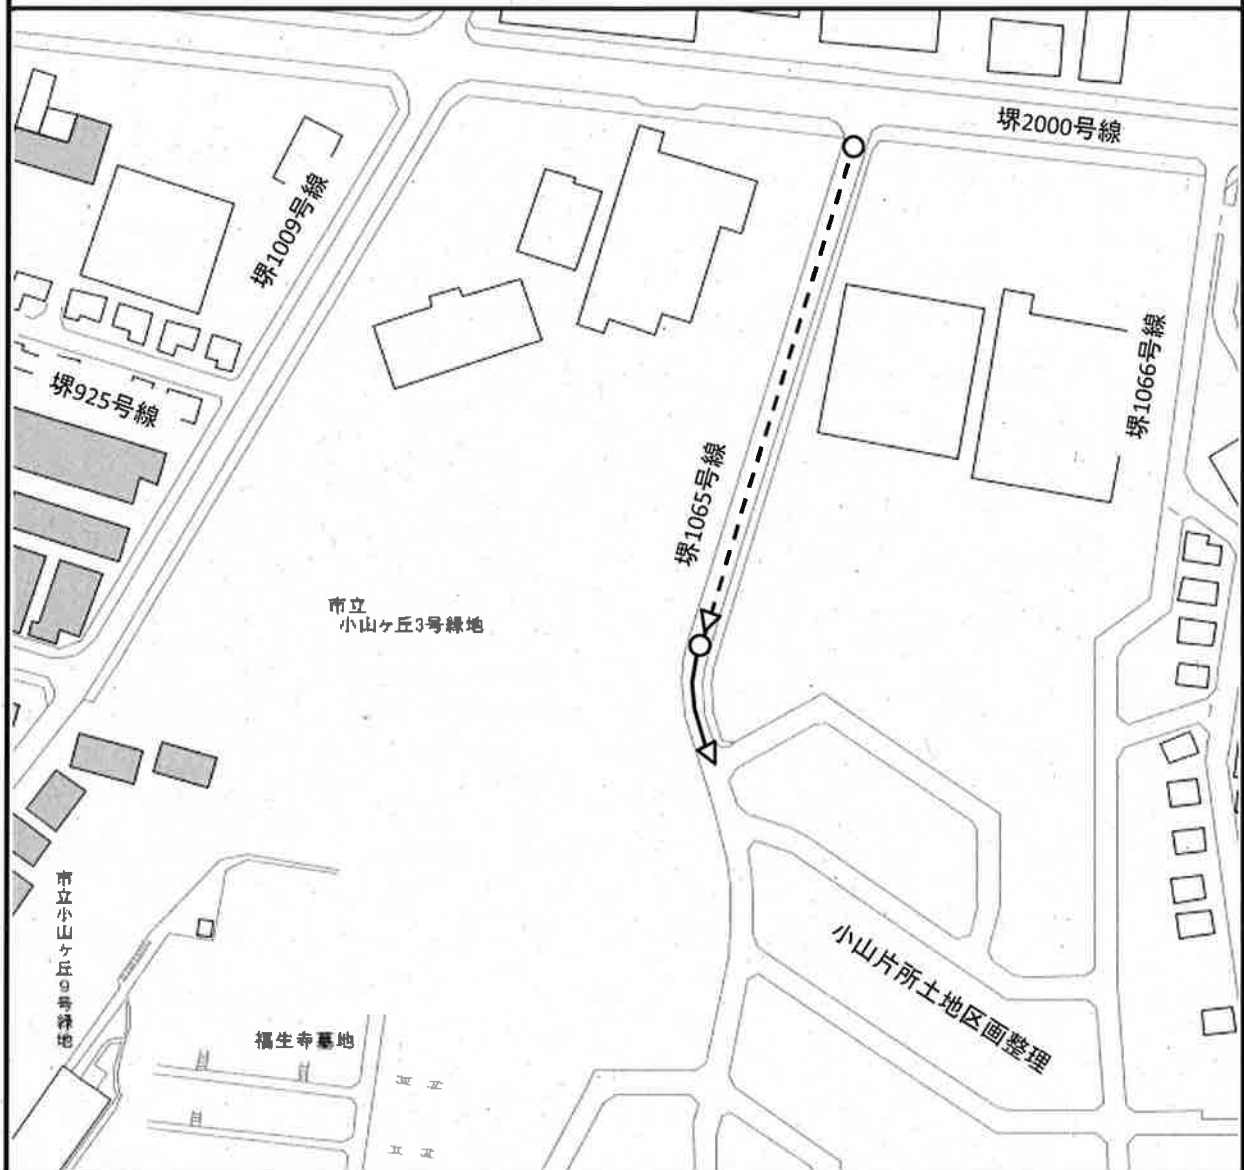 堺2000号線
堺1009号線
堺1066号線
堺925号線
堺1065号線
市立
小山ヶ丘3号緑地
市立小山ヶ丘9号緑地
小山片所土地区画整理
福生寺墓地